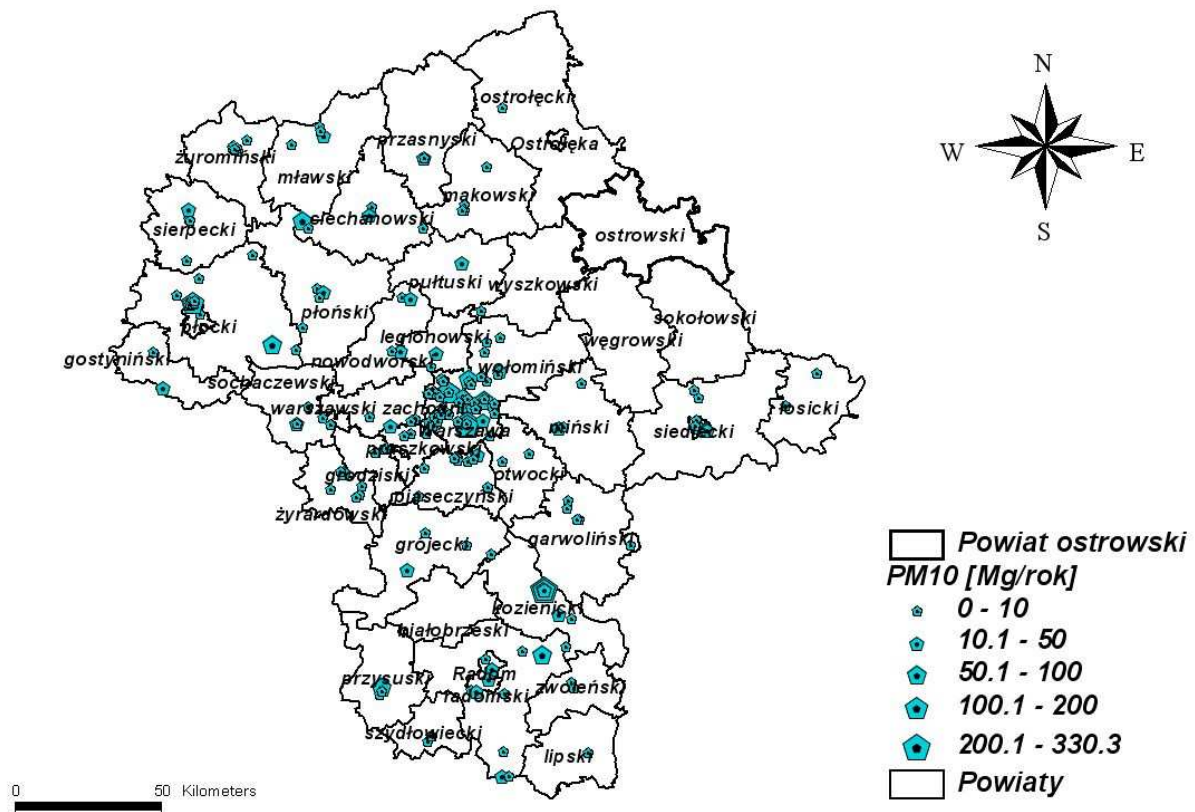 N
W E
S
ostrołęcki
Ostrołęka
przasnyski
żuromiński
mławski
makowski
ciechanowski
sierpecki
ostrowski
pułtuski
wyszkowski
płoński
płocki
sokołowski
legionowski
węgrowski
gostyniński
nowodworski
wołomiński
sochaczewski
warszawski zachodni
łosicki
Warszawa
miński
siedlecki
pruszkowski
grodziski
otwocki
piaseczyński
żyrardowski
grójecki
garwoliński
kozienicki
białobrzeski
przysuski
Radom
radomski
zwoleński
szydłowiecki
lipski
Powiat ostrowski
PM10 [Mg/rok]
0 - 10
10.1 - 50
50.1 - 100
100.1 - 200
200.1 - 330.3
Powiaty
0 50 Kilometers